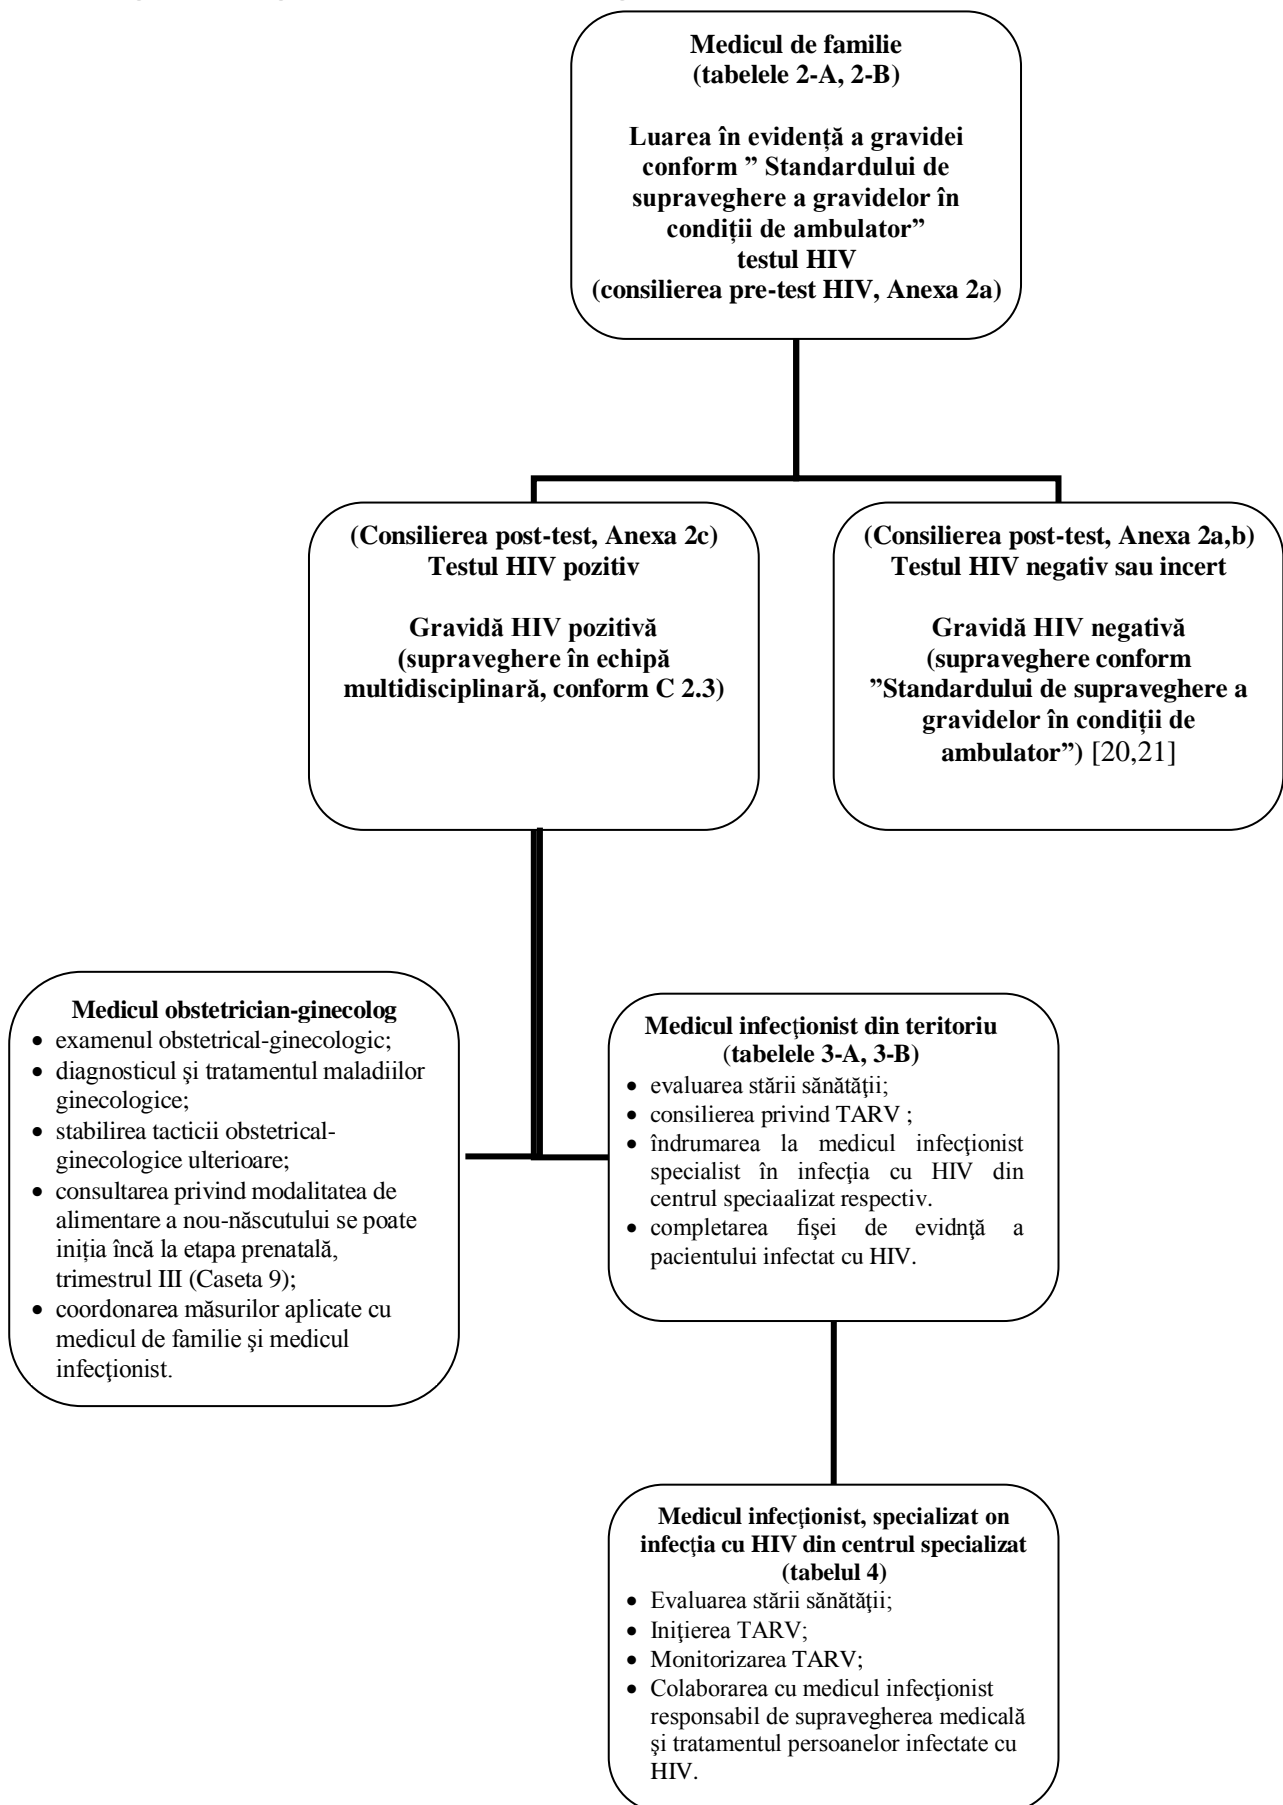 Medicul de familie
(tabelele 2-A, 2-B)
Luarea în evidență a gravidei
conform ” Standardului de
supraveghere a gravidelor în
condiții de ambulator”
testul HIV
(consilierea pre-test HIV, Anexa 2a)
(Consilierea post-test, Anexa 2c)
Testul HIV pozitiv
Gravidă HIV pozitivă
(supraveghere în echipă
multidisciplinară, conform C 2.3)
(Consilierea post-test, Anexa 2a,b)
Testul HIV negativ sau incert
Gravidă HIV negativă
(supraveghere conform
”Standardului de supraveghere a
gravidelor în condiții de
ambulator”) [20,21]
Medicul obstetrician-ginecolog
• examenul obstetrical-ginecologic;
• diagnosticul şi tratamentul maladiilor
ginecologice;
• stabilirea tacticii obstetrical-
ginecologice ulterioare;
• consultarea privind modalitatea de
alimentare a nou-născutului se poate
iniția încă la etapa prenatală,
trimestrul III (Caseta 9);
• coordonarea măsurilor aplicate cu
medicul de familie şi medicul
infecţionist.
Medicul infecţionist din teritoriu
(tabelele 3-A, 3-B)
• evaluarea stării sănătăţii;
• consilierea privind TARV ;
• îndrumarea la medicul infecţionist
specialist în infecţia cu HIV din
centrul speciaalizat respectiv.
• completarea fişei de evidnţă a
pacientului infectat cu HIV.
Medicul infecţionist, specializat on
infecţia cu HIV din centrul specializat
(tabelul 4)
• Evaluarea stării sănătăţii;
• Iniţierea TARV;
• Monitorizarea TARV;
• Colaborarea cu medicul infecţionist
responsabil de supravegherea medicală
şi tratamentul persoanelor infectate cu
HIV.